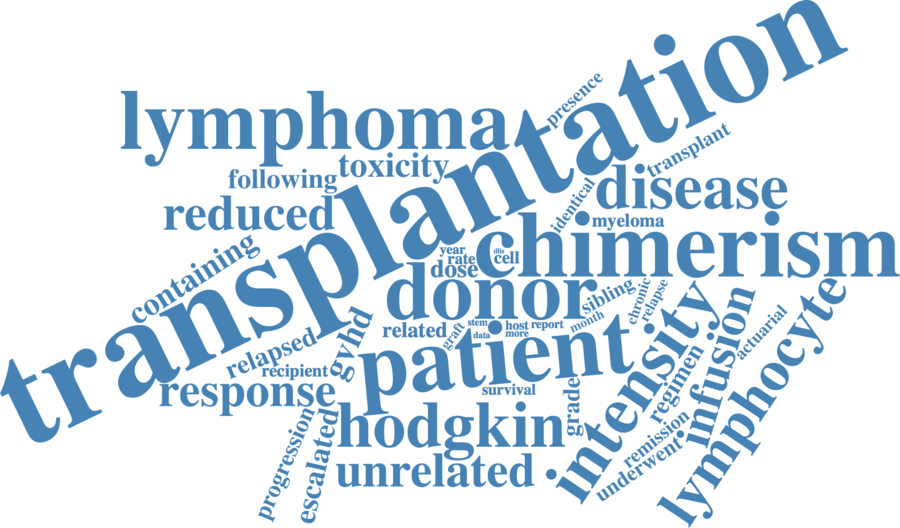 transplantation
lymphoma
presence
toxicity
transplant
following
identical
disease
reduced
myeloma
containing
chimerism
year
rate
dlis
cell
dose
donor
sibling
chronic
relapse
month
intensity
infusion
lymphocyte
actuarial
related
graft
stem
data
host
more
report
gvhd
relapsed
recipient
patient
response
survival
grade
regimen
hodgkin
progression
escalated
unrelated
remission
underwent